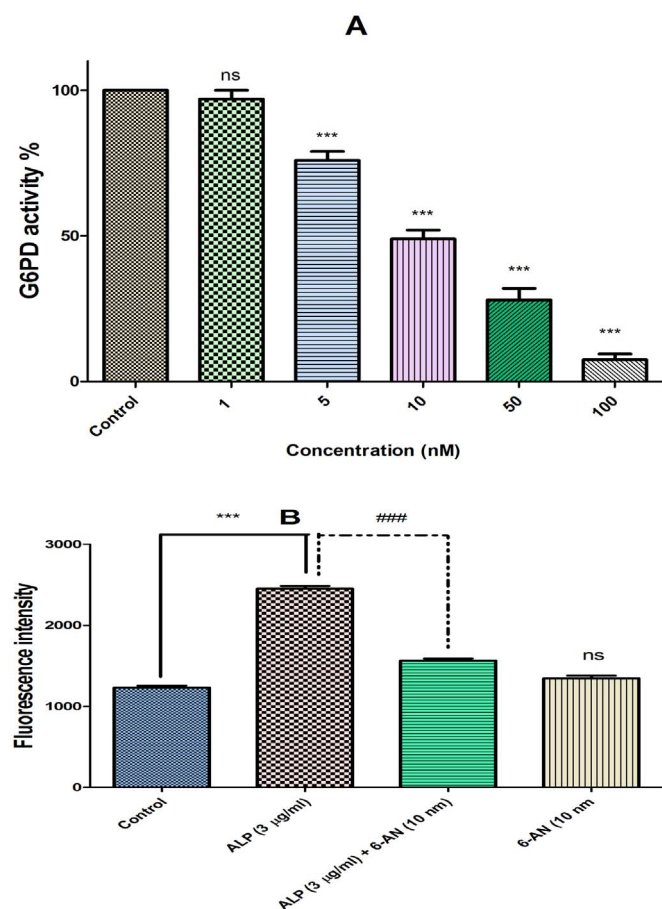 A
G6PD activity %
100
50
0
ns
***
***
***
***
Control
1
5
10
50
100
Concentration (nM)
B
***
###
Fluorescence intensity
3000
2000
1000
0
ns
Control
ALP (3 µg/ml)
ALP (3 µg/ml) + 6-AN (10 nm)
6-AN (10 nm